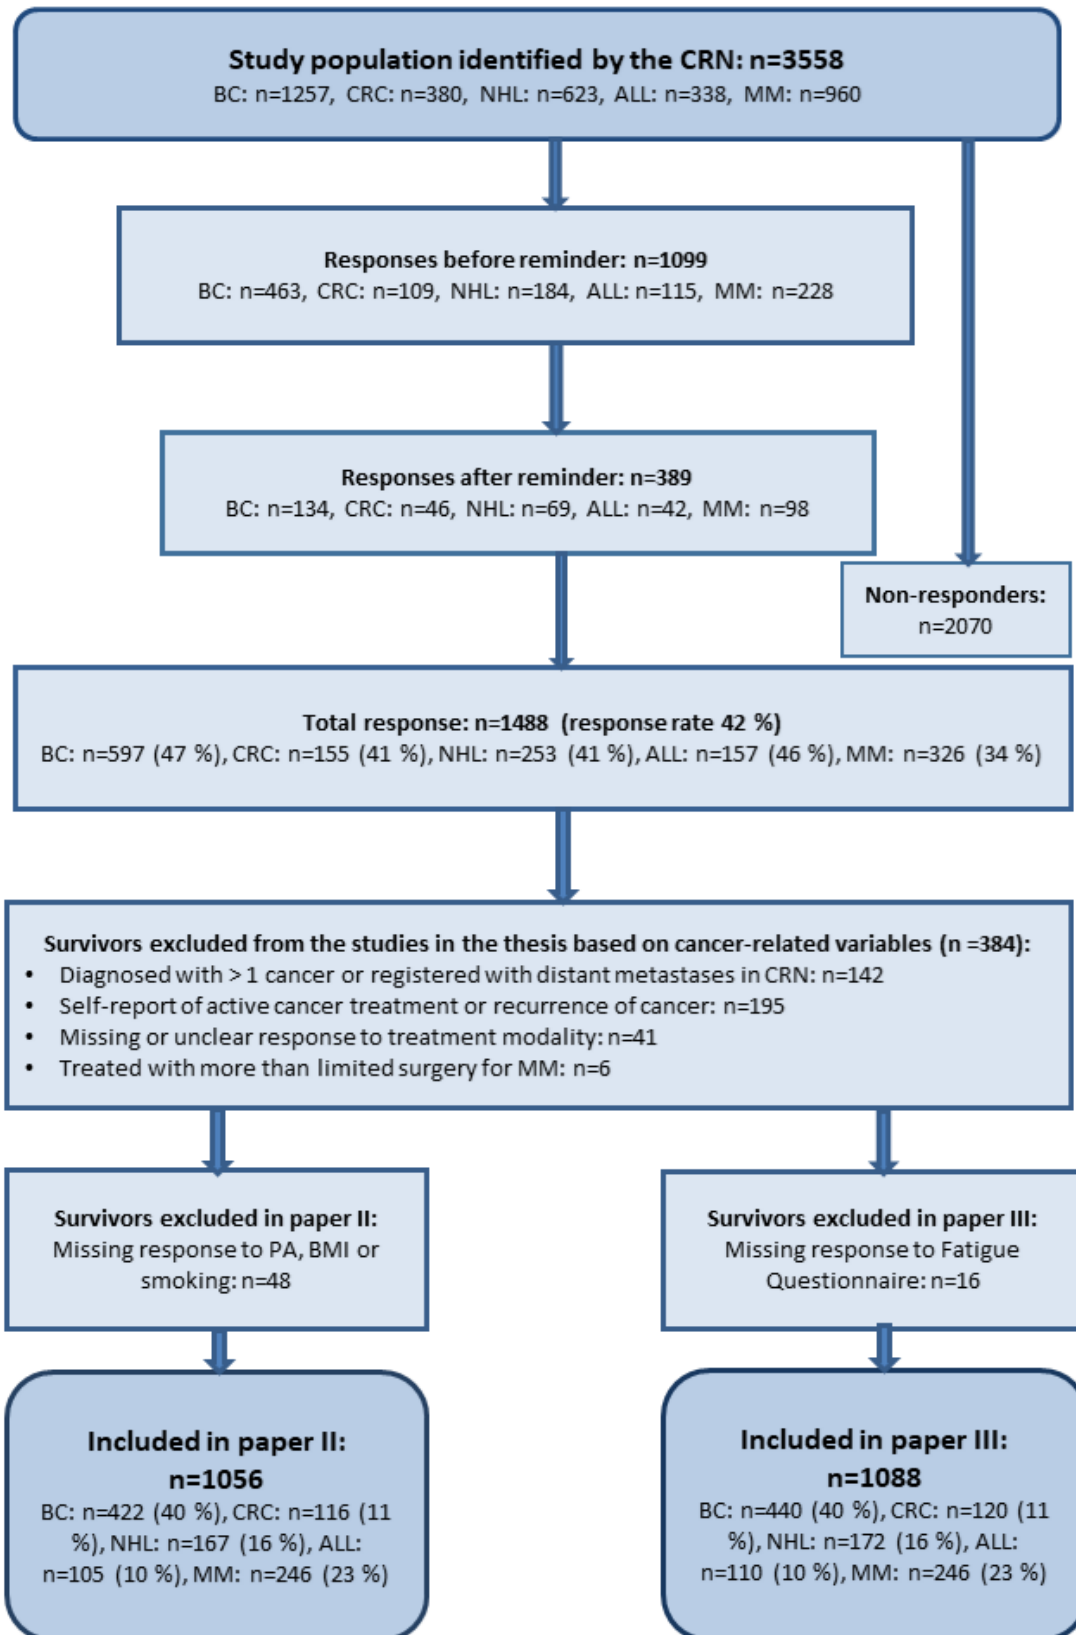 Study population identified by the CRN: n=3558
BC: n=1257, CRC: n=380, NHL: n=623, ALL: n=338, MM: n=960
Responses before reminder: n=1099
BC: n=463, CRC: n=109, NHL: n=184, ALL: n=115, MM: n=228
Responses after reminder: n=389
BC: n=134, CRC: n=46, NHL: n=69, ALL: n=42, MM: n=98
Non-responders:
n=2070
Total response: n=1488 (response rate 42 %)
BC: n=597 (47 %), CRC: n=155 (41 %), NHL: n=253 (41 %), ALL: n=157 (46 %), MM: n=326 (34 %)
Survivors excluded from the studies in the thesis based on cancer-related variables (n =384):
• Diagnosed with > 1 cancer or registered with distant metastases in CRN: n=142
• Self-report of active cancer treatment or recurrence of cancer: n=195
• Missing or unclear response to treatment modality: n=41
• Treated with more than limited surgery for MM: n=6
Survivors excluded in paper II:
Missing response to PA, BMI or
smoking: n=48
Survivors excluded in paper III:
Missing response to Fatigue
Questionnaire: n=16
Included in paper II:
n=1056
BC: n=422 (40 %), CRC: n=116 (11
%), NHL: n=167 (16 %), ALL:
n=105 (10 %), MM: n=246 (23 %)
Included in paper III:
n=1088
BC: n=440 (40 %), CRC: n=120 (11
%), NHL: n=172 (16 %), ALL:
n=110 (10 %), MM: n=246 (23 %)